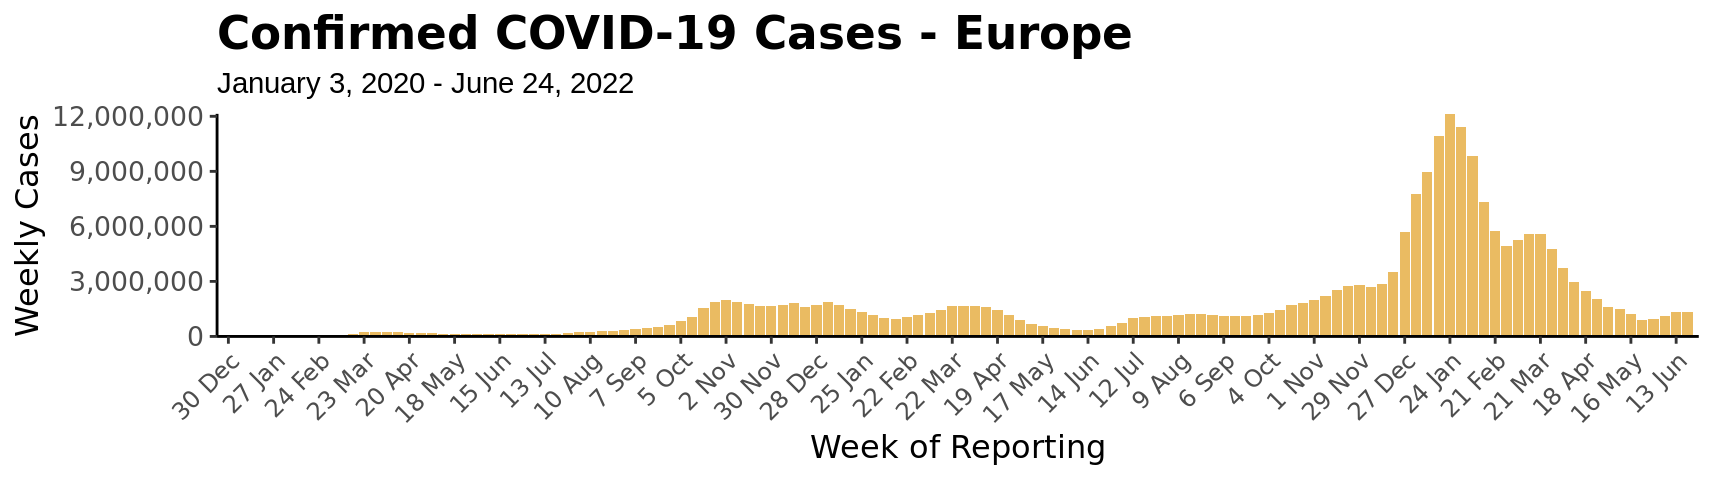 Confirmed COVID-19 Cases - Europe
January 3, 2020 - June 24, 2022
Weekly Cases
12,000,000
9,000,000
6,000,000
3,000,000
0
30 Dec
27 Jan
24 Feb
23 Mar
20 Apr
18 May
15 Jun
13 Jul
10 Aug
7 Sep
5 Oct
2 Nov
30 Nov
28 Dec
25 Jan
22 Feb
22 Mar
19 Apr
17 May
14 Jun
12 Jul
9 Aug
6 Sep
4 Oct
1 Nov
29 Nov
27 Dec
24 Jan
21 Feb
21 Mar
18 Apr
16 May
13 Jun
Week of Reporting